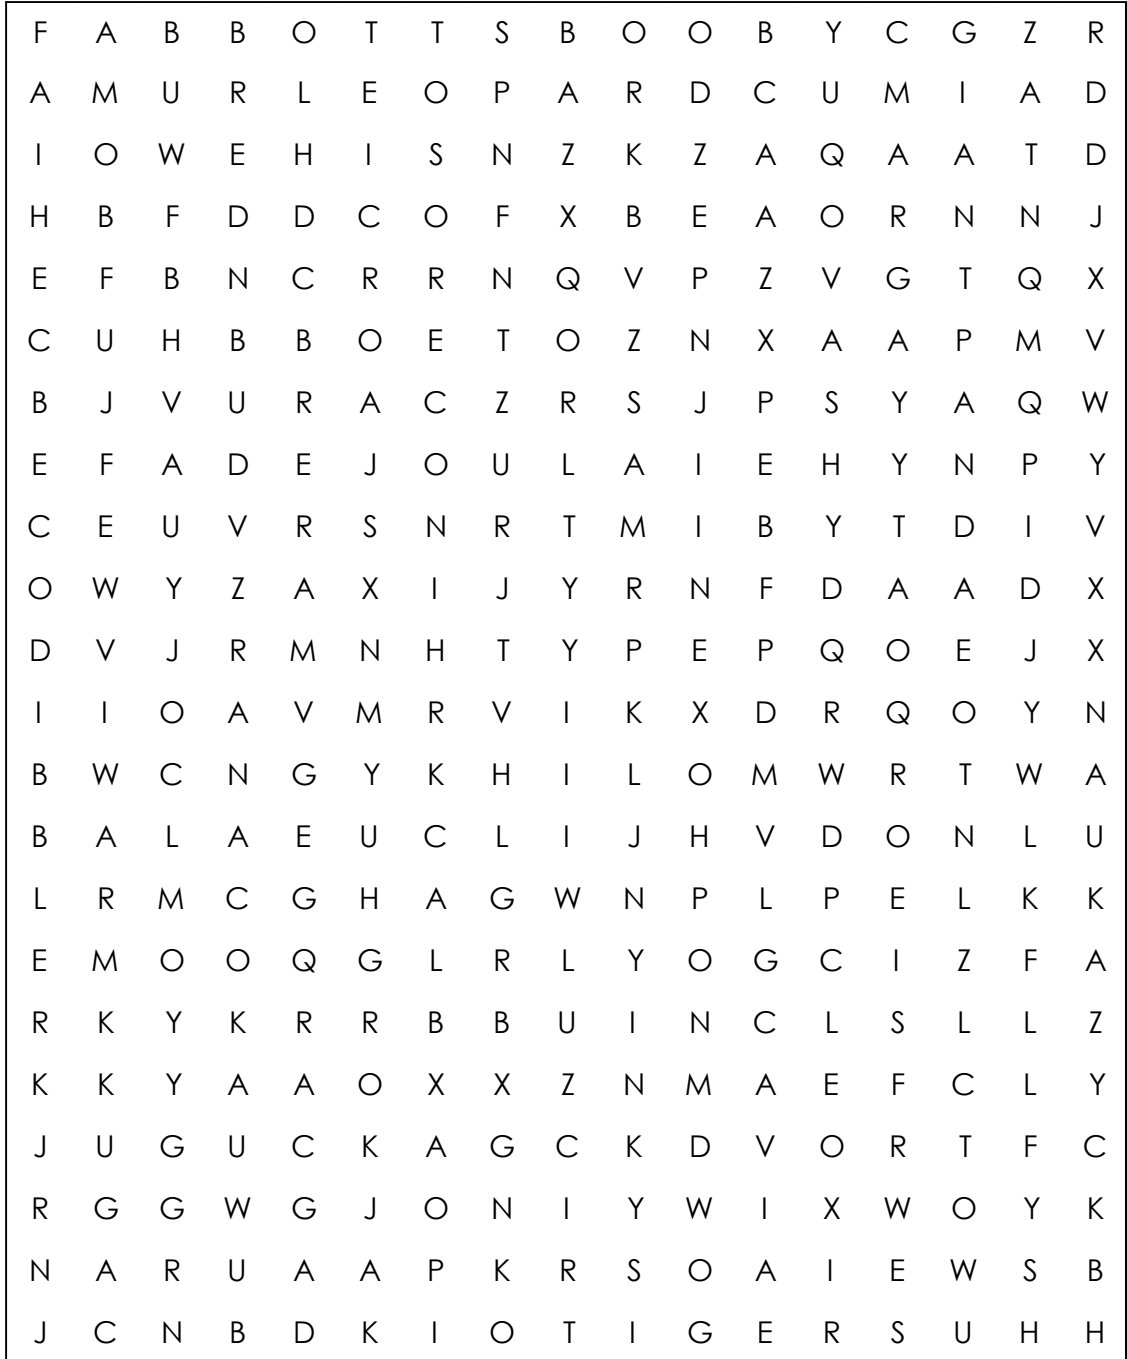 F A B B O T T S B O O B Y C G Z R
A M U R L E O P A R D C U M I A D
I O W E H I S N Z K Z A Q A A T D
H B F D D C O F X B E A O R N N J
E F B N C R R N Q V P Z V G T Q X
C U H B B O E T O Z N X A A P M V
B J V U R A C Z R S J P S Y A Q W
E F A D E J O U L A I E H Y N P Y
C E U V R S N R T M I B Y T D I V
O W Y Z A X I J Y R N F D A A D X
D V J R M N H T Y P E P Q O E J X
I I O A V M R V I K X D R Q O Y N
B W C N G Y K H I L O M W R T W A
B A L A E U C L I J H V D O N L U
L R M C G H A G W N P L P E L K K
E M O O Q G L R L Y O G C I Z F A
R K Y K R R B B U I N C L S L L Z
K K Y A A O X X Z N M A E F C L Y
J U G U C K A G C K D V O R T F C
R G G W G J O N I Y W I X W O Y K
N A R U A A P K R S O A I E W S B
J C N B D K I O T I G E R S U H H